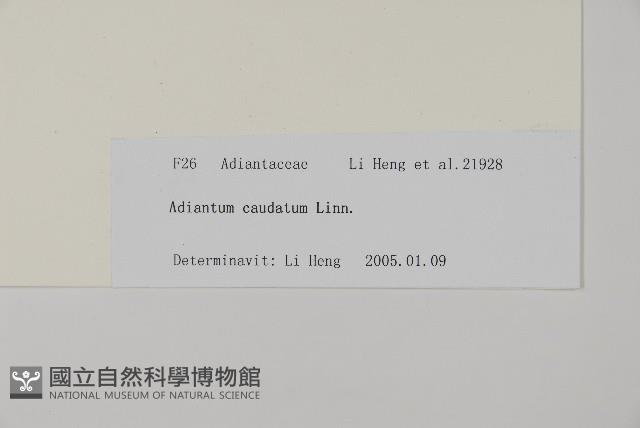 F26 Adiantaceae Li Heng et al.21928
Adiantum caudatum Linn.
Determinavit: Li Heng 2005.01.09
國立自然科學博物館
NATIONAL MUSEUM OF NATURAL SCIENCE